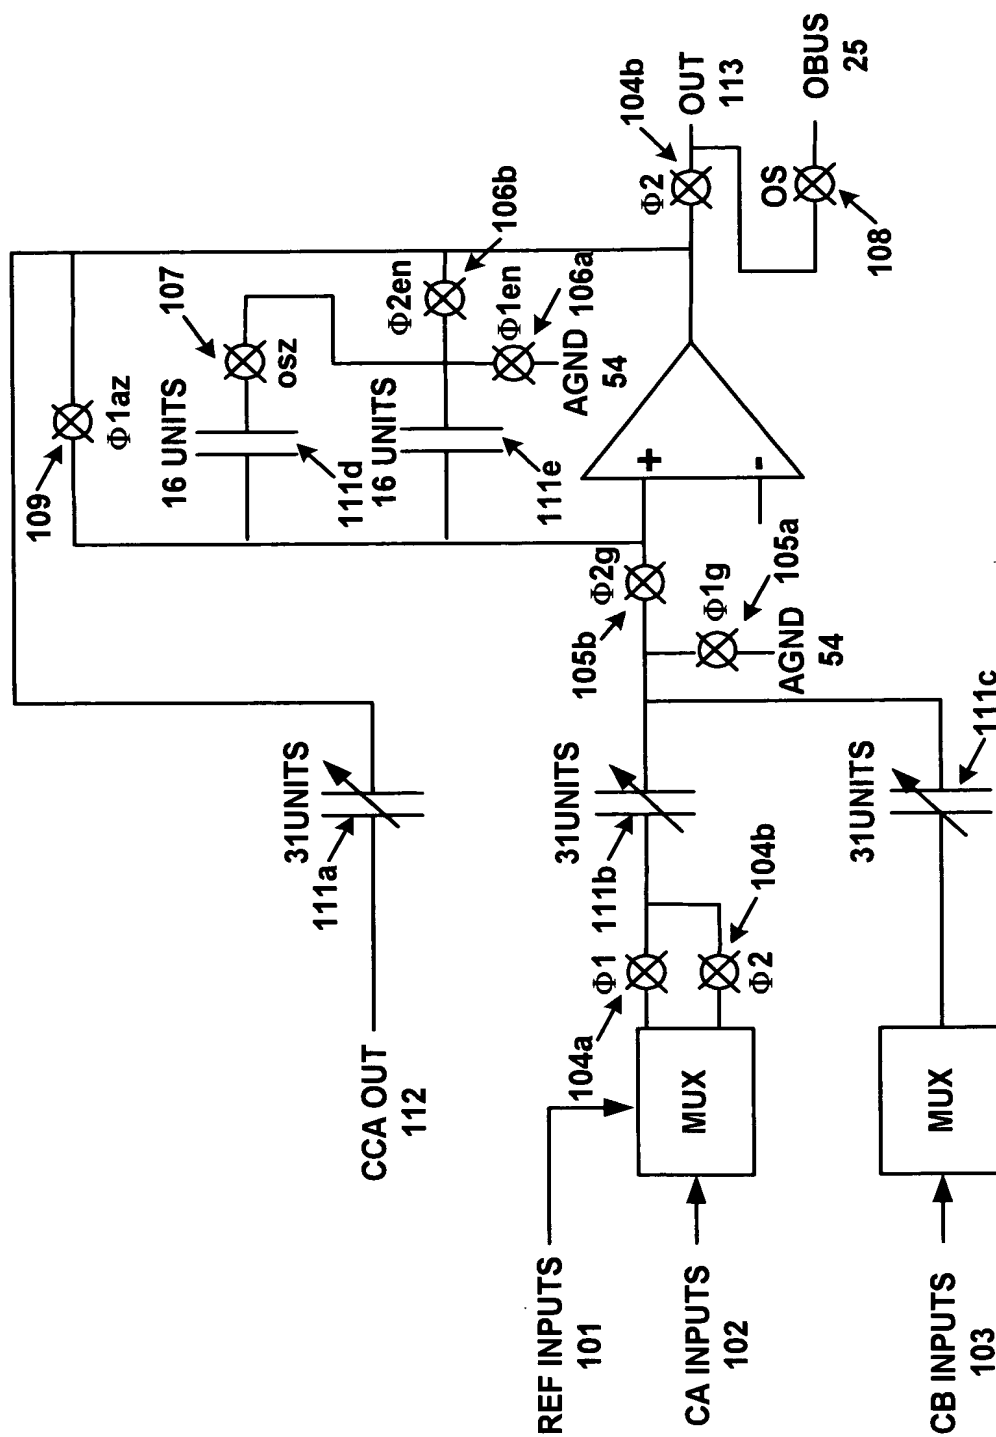 CCA OUT
112
31UNITS
111a
109
Φ1az
16 UNITS
111d
osz
107
16 UNITS
111e
Φ2en
106b
Φ1en
106a
AGND
54
REF INPUTS
101
CA INPUTS
102
MUX
104a
Φ1
Φ2
104b
31UNITS
111b
105b
Φ2g
Φ1g
105a
AGND
54
+
-
Φ2
104b
OUT
113
OS
108
OBUS
25
CB INPUTS
103
MUX
31UNITS
111c